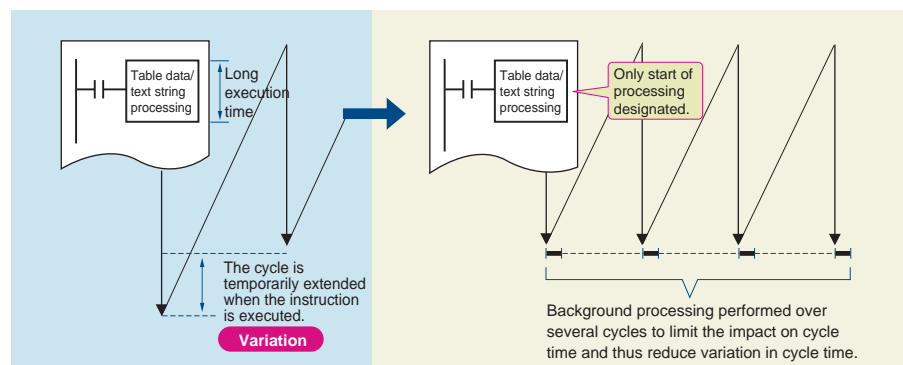 Table data/
text string
processing
Long
execution
time
The cycle is
temporarily extended
when the instruction
is executed.
Variation
Table data/
text string
processing
Only start of
processing
designated.
Background processing performed over
several cycles to limit the impact on cycle
time and thus reduce variation in cycle time.